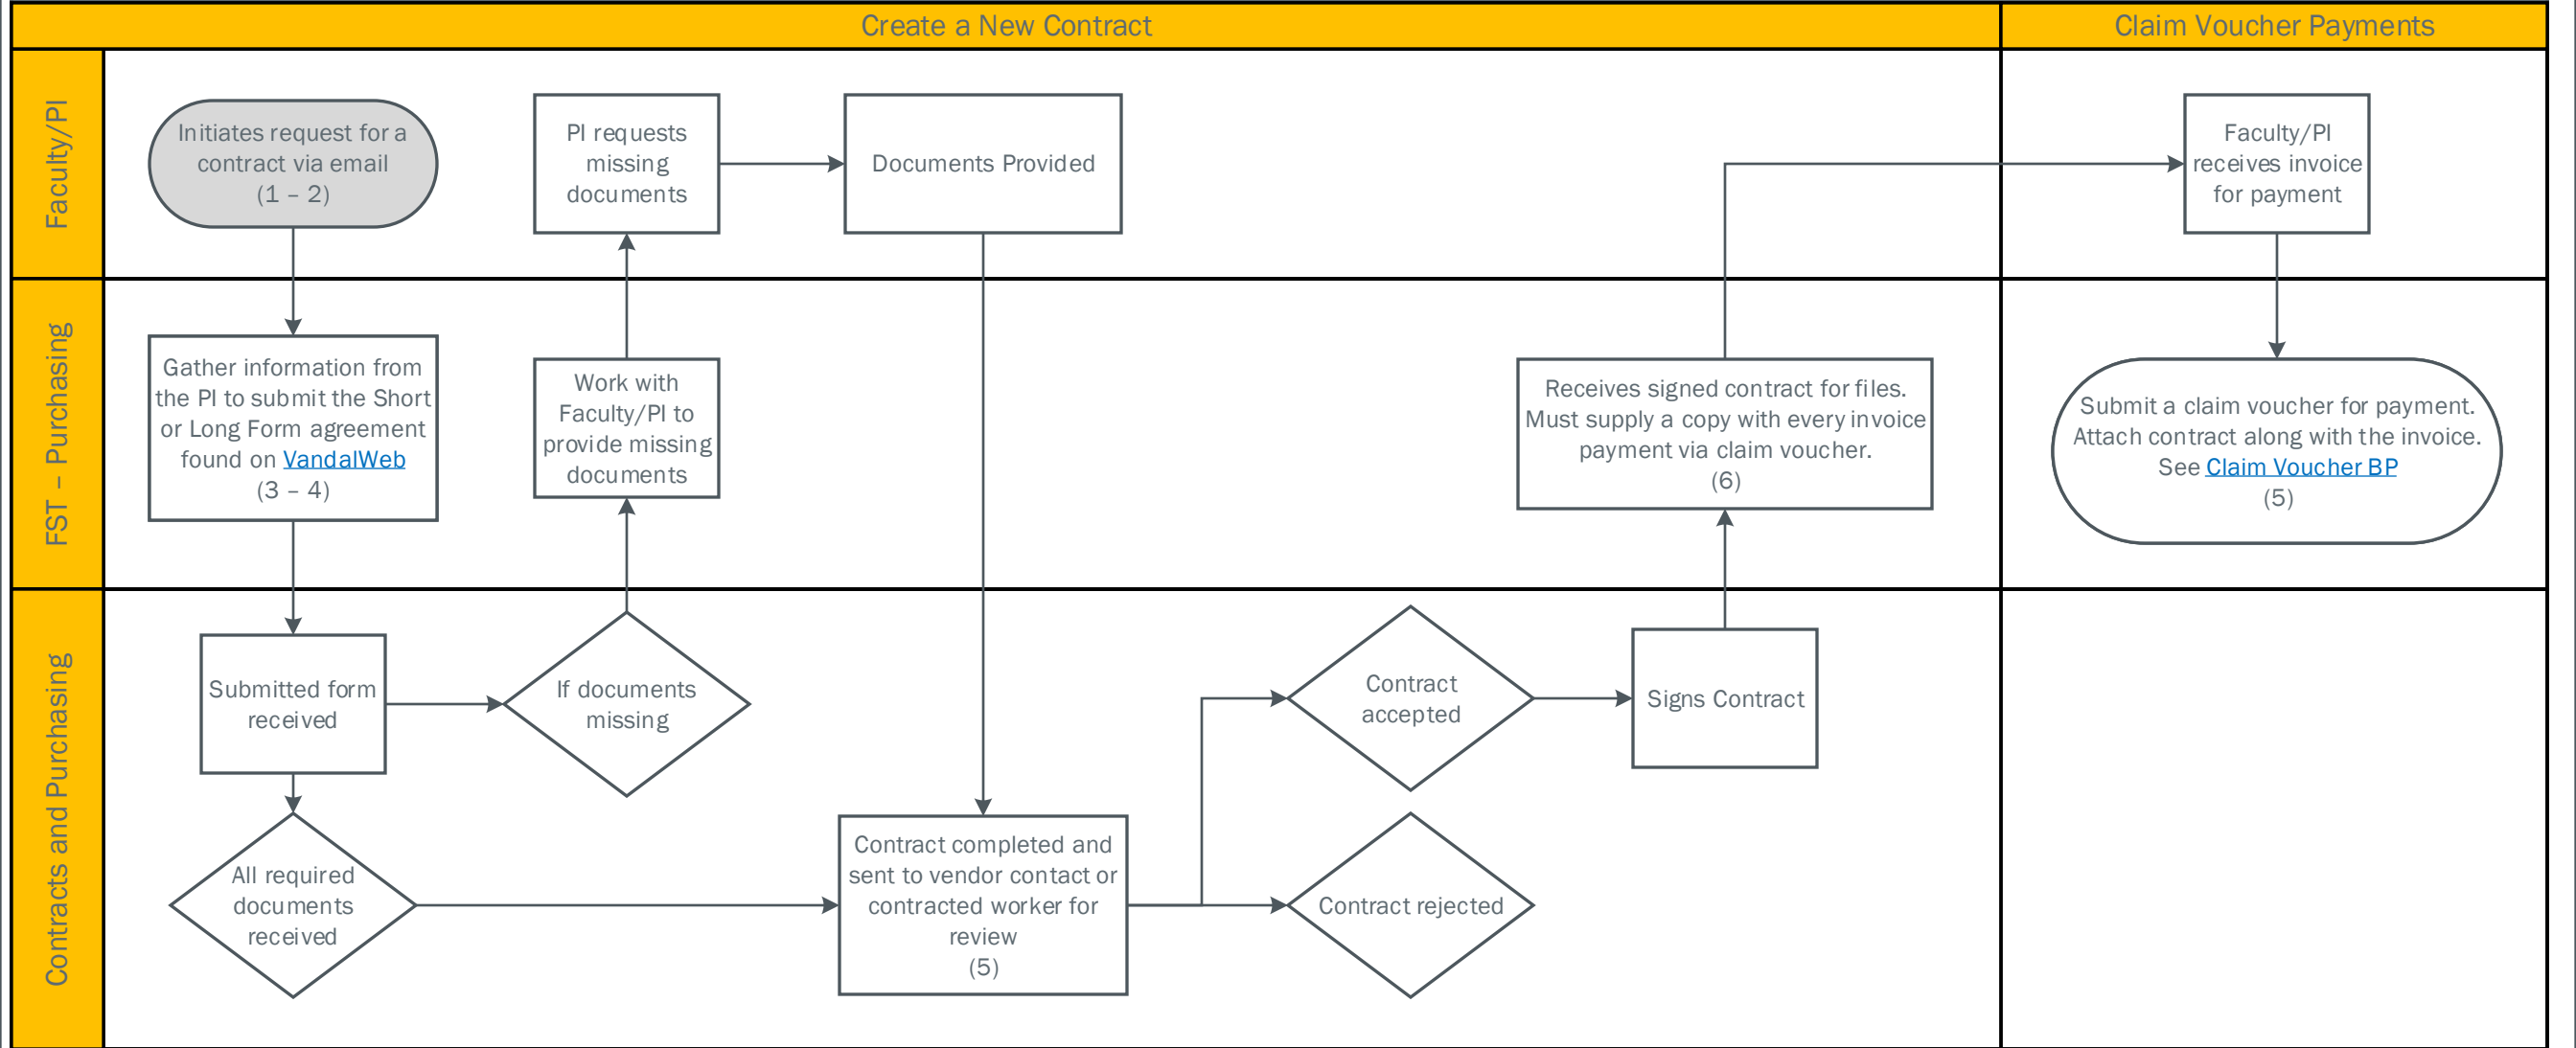 Create a New Contract
Claim Voucher Payments
Faculty/PI
Initiates request for a
contract via email
(1 – 2)
PI requests
missing
documents
Documents Provided
Faculty/PI
receives invoice
for payment
FST – Purchasing
Gather information from
the PI to submit the Short
or Long Form agreement
found on VandalWeb
(3 – 4)
Work with
Faculty/PI to
provide missing
documents
Receives signed contract for files.
Must supply a copy with every invoice
payment via claim voucher.
(6)
Submit a claim voucher for payment.
Attach contract along with the invoice.
See Claim Voucher BP
(5)
Contracts and Purchasing
Submitted form
received
If documents
missing
Contract
accepted
Signs Contract
All required
documents
received
Contract completed and
sent to vendor contact or
contracted worker for
review
(5)
Contract rejected